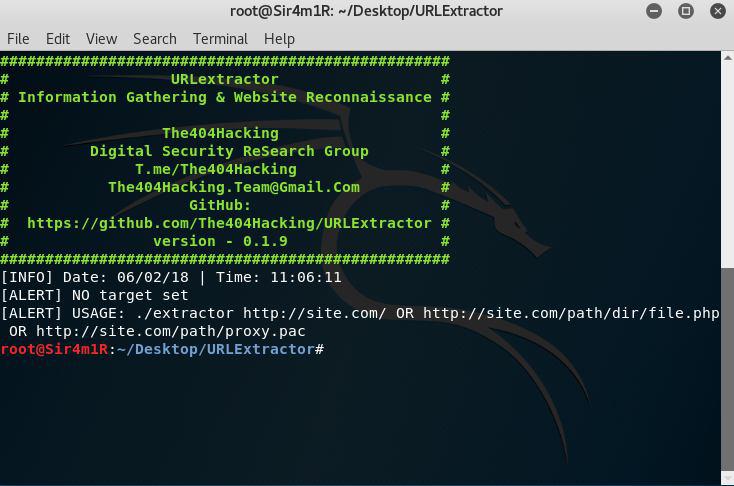 root@Sir4m1R: ~/Desktop/URLExtractor
File Edit View Search Terminal Help
##################################################
# URLextractor #
# Information Gathering & Website Reconnaissance #
# #
# The404Hacking #
# Digital Security ReSearch Group #
# T.me/The404Hacking #
# The404Hacking.Team@Gmail.Com #
# GitHub: #
# https://github.com/The404Hacking/URLExtractor #
# version - 0.1.9 #
##################################################
[INFO] Date: 06/02/18 | Time: 11:06:11
[ALERT] NO target set
[ALERT] USAGE: ./extractor http://site.com/ OR http://site.com/path/dir/file.php
OR http://site.com/path/proxy.pac
root@Sir4m1R:~/Desktop/URLExtractor#